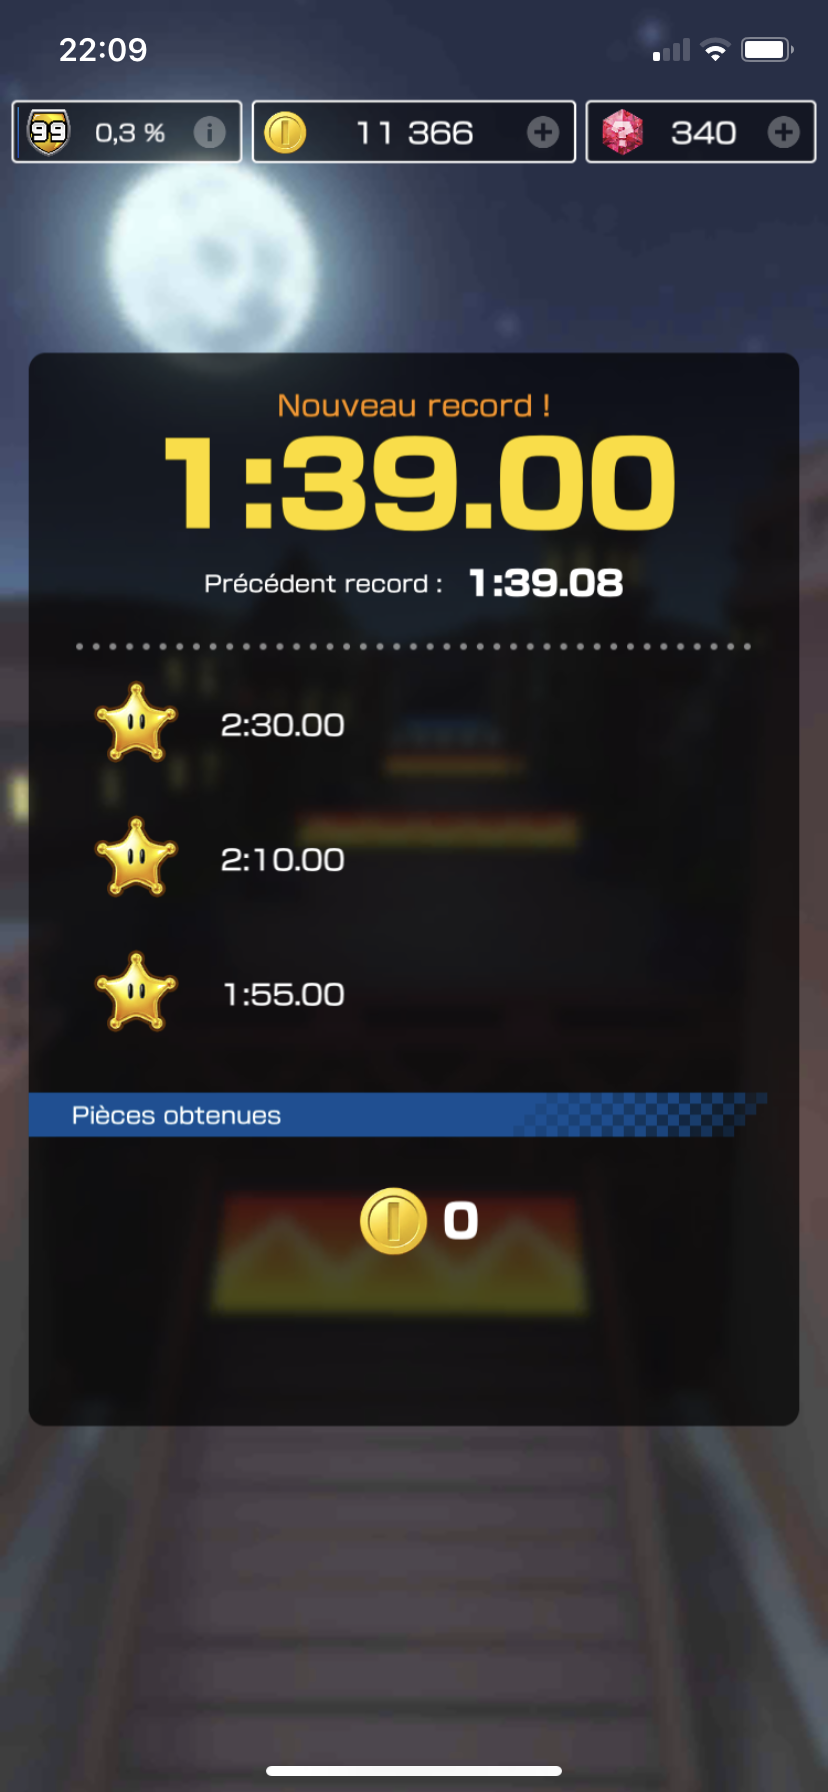 22:09
99 0,3 % i 11 366 + ? 340 +
Nouveau record !
1:39.00
Précédent record : 1:39.08
2:30.00
2:10.00
1:55.00
Pièces obtenues
0